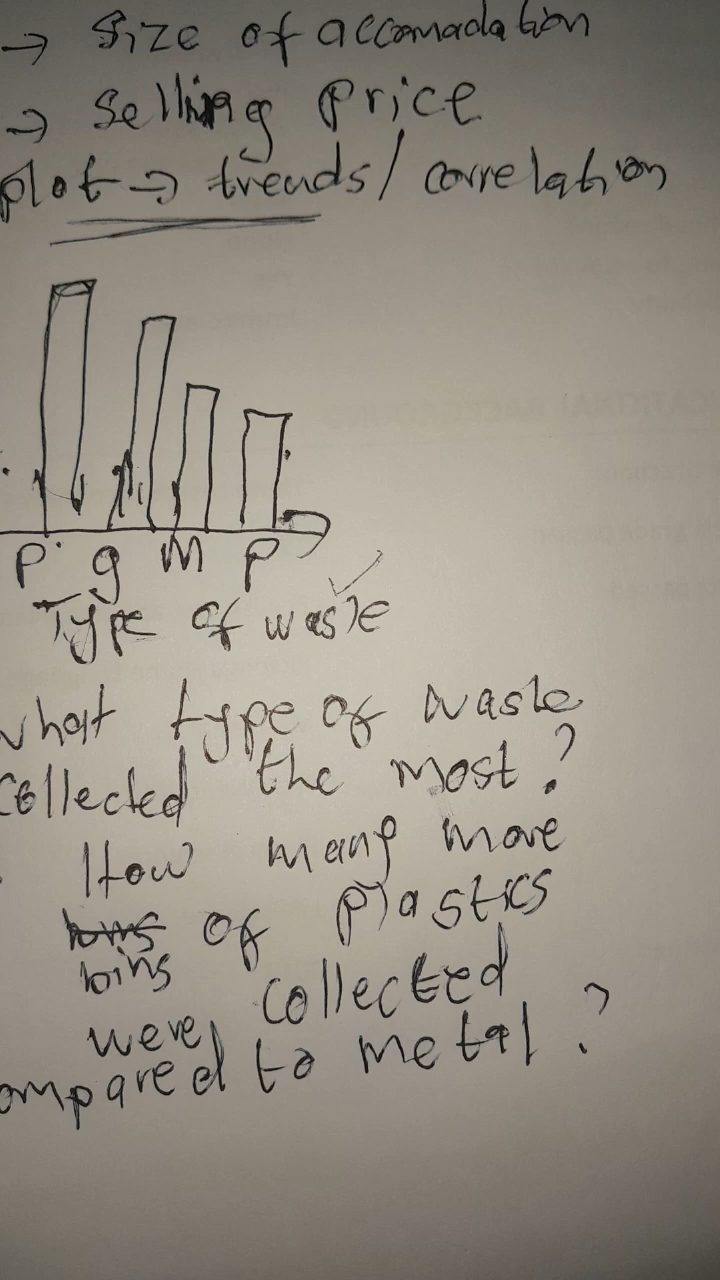 → Size of accomadation
→ Selling Price
plot → trends/ correlation
P g M P
Type of waste
what type of waste
collected the most?
How many more
of Plastics
bins
were collected
ompared to metal?